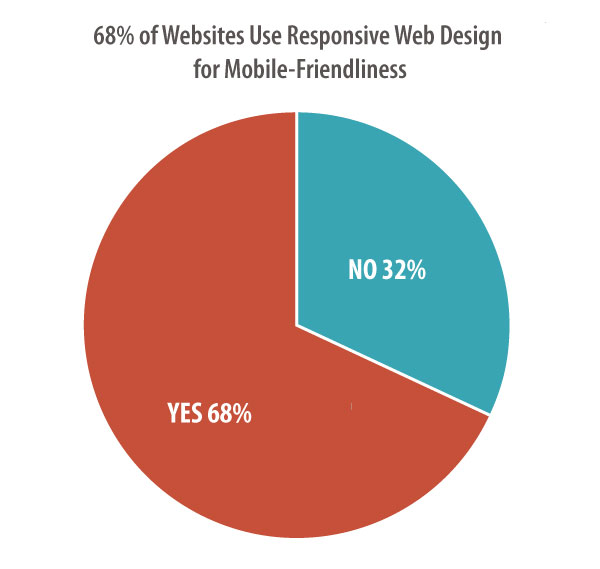 68% of Websites Use Responsive Web Design
for Mobile-Friendliness
NO 32%
YES 68%